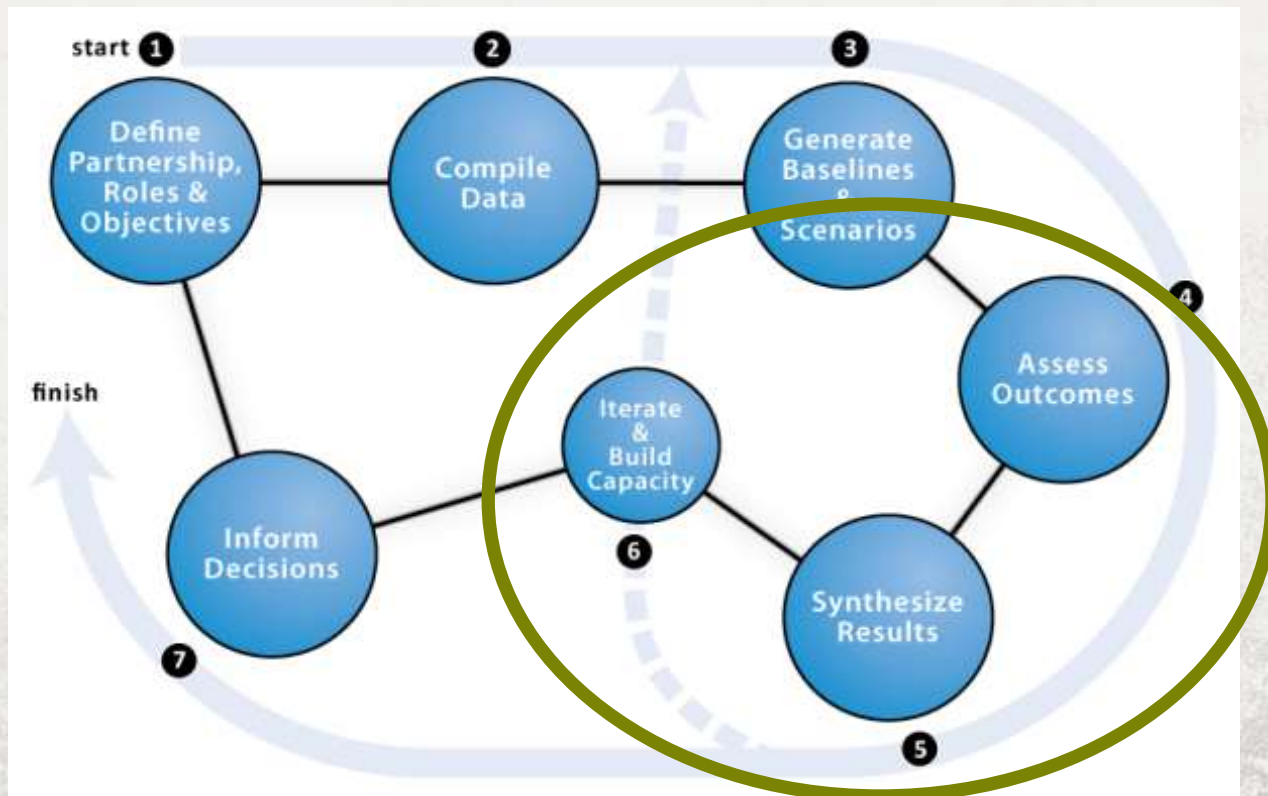 start 1
2
3
Define
Partnership,
Roles &
Objectives
Compile
Data
Generate
Baselines
&
Scenarios
4
Assess
Outcomes
finish
Iterate
&
Build
Capacity
6
Inform
Decisions
7
Synthesize
Results
5